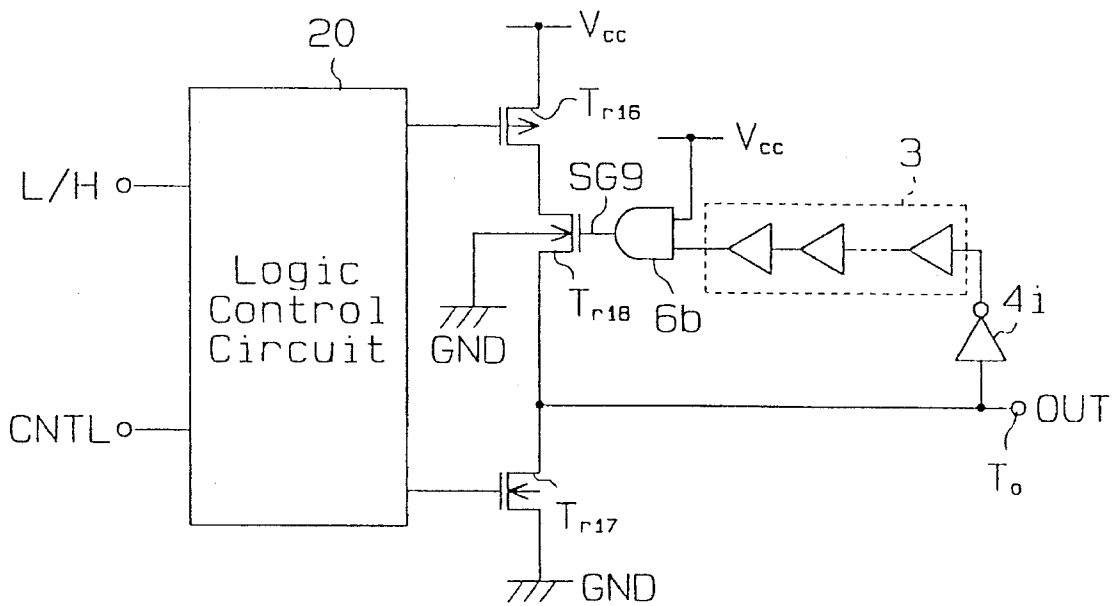 20
Vcc
Tr16
Vcc
3
L/H
SG9
Logic
Control
Circuit
Tr18
6b
4i
GND
CNTL
OUT
To
Tr17
GND